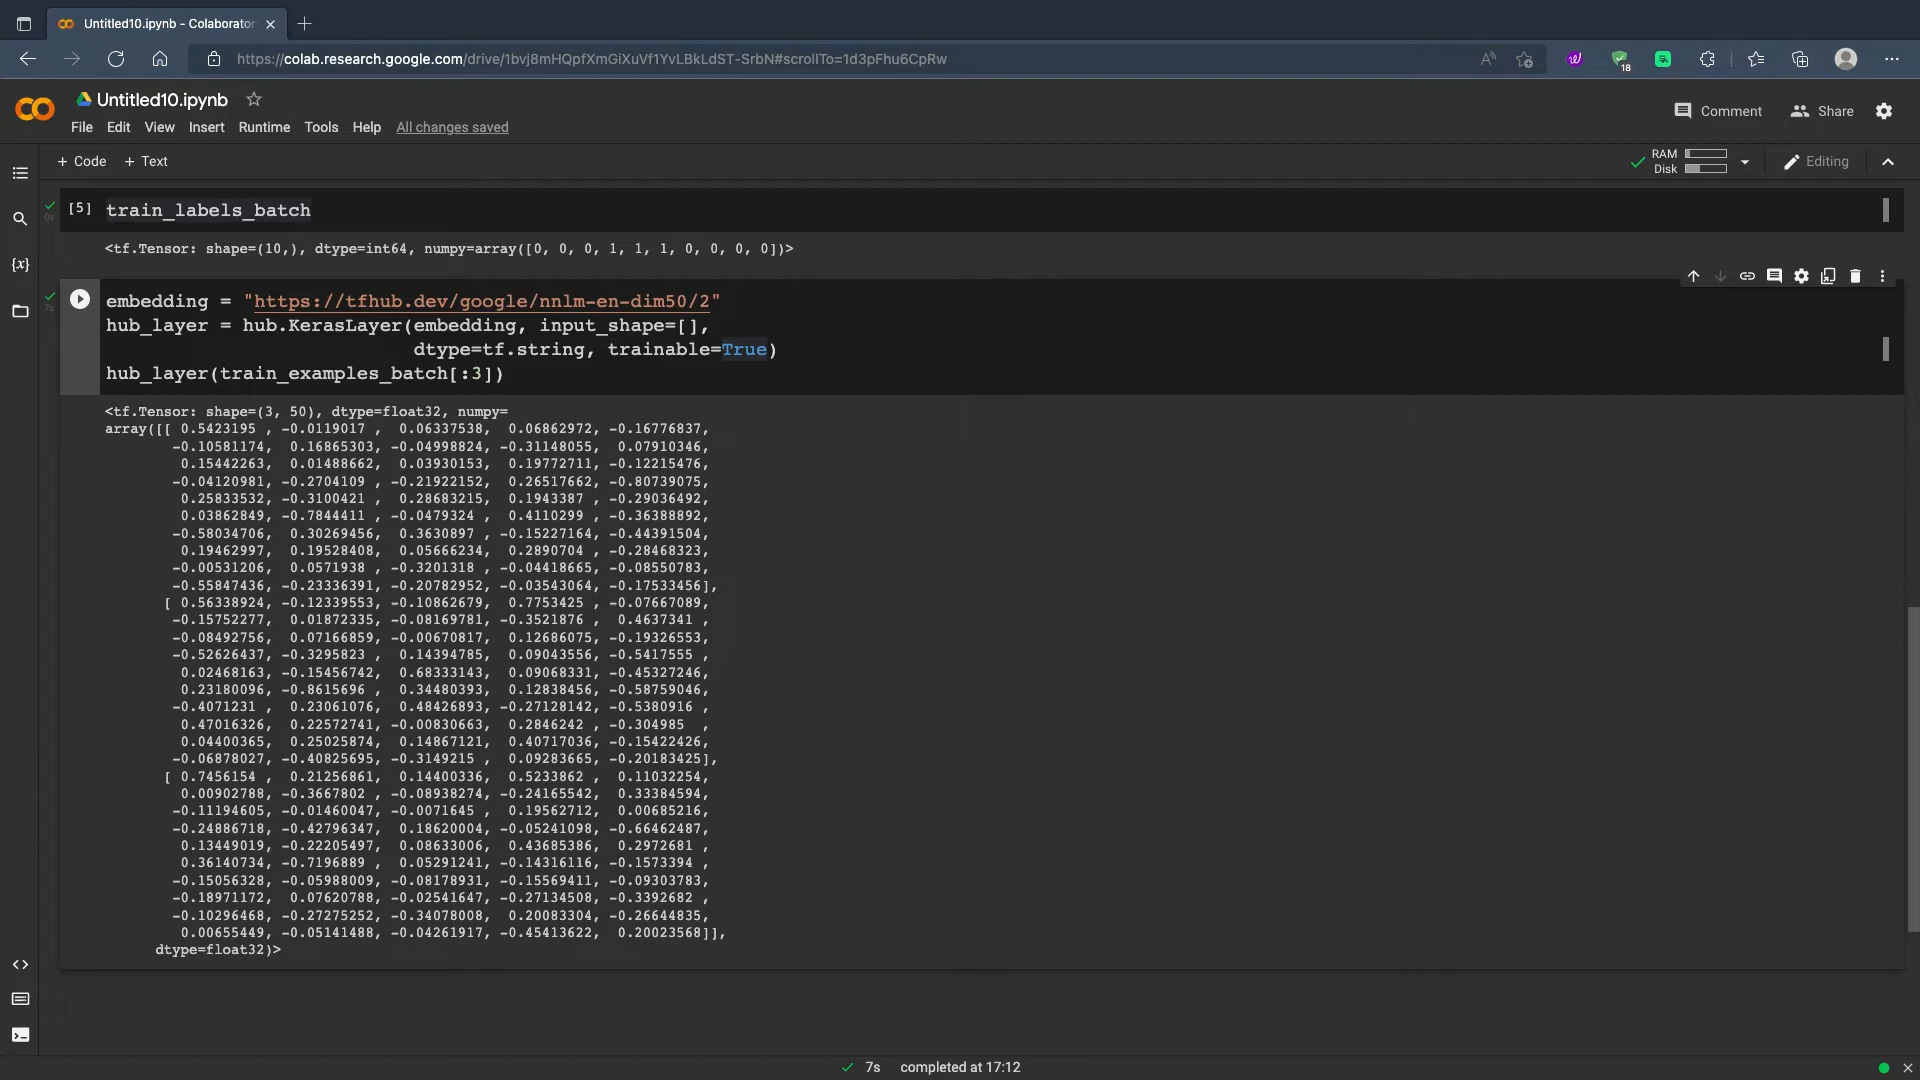 Untitled10.ipynb - Colaborator
https://colab.research.google.com/drive/1bvj8mHQpfXmGiXuVf1YvLBkLdST-SrbN#scrollTo=1d3pFhu6CpRw
18
Untitled10.ipynb
File Edit View Insert Runtime Tools Help All changes saved
Comment Share
+ Code + Text
RAM
Disk
Editing
[5] train_labels_batch
0s
<tf.Tensor: shape=(10,), dtype=int64, numpy=array([0, 0, 0, 1, 1, 1, 0, 0, 0, 0])>
{x}
7s
embedding = "https://tfhub.dev/google/nnlm-en-dim50/2"
hub_layer = hub.KerasLayer(embedding, input_shape=[],
dtype=tf.string, trainable=True)
hub_layer(train_examples_batch[:3])
<tf.Tensor: shape=(3, 50), dtype=float32, numpy=
array([[ 0.5423195 , -0.0119017 , 0.06337538, 0.06862972, -0.16776837,
-0.10581174, 0.16865303, -0.04998824, -0.31148055, 0.07910346,
0.15442263, 0.01488662, 0.03930153, 0.19772711, -0.12215476,
-0.04120981, -0.2704109 , -0.21922152, 0.26517662, -0.80739075,
0.25833532, -0.3100421 , 0.28683215, 0.1943387 , -0.29036492,
0.03862849, -0.7844411 , -0.0479324 , 0.4110299 , -0.36388892,
-0.58034706, 0.30269456, 0.3630897 , -0.15227164, -0.44391504,
0.19462997, 0.19528408, 0.05666234, 0.2890704 , -0.28468323,
-0.00531206, 0.0571938 , -0.3201318 , -0.04418665, -0.08550783,
-0.55847436, -0.23336391, -0.20782952, -0.03543064, -0.17533456],
[ 0.56338924, -0.12339553, -0.10862679, 0.7753425 , -0.07667089,
-0.15752277, 0.01872335, -0.08169781, -0.3521876 , 0.4637341 ,
-0.08492756, 0.07166859, -0.00670817, 0.12686075, -0.19326553,
-0.52626437, -0.3295823 , 0.14394785, 0.09043556, -0.5417555 ,
0.02468163, -0.15456742, 0.68333143, 0.09068331, -0.45327246,
0.23180096, -0.8615696 , 0.34480393, 0.12838456, -0.58759046,
-0.4071231 , 0.23061076, 0.48426893, -0.27128142, -0.5380916 ,
0.47016326, 0.22572741, -0.00830663, 0.2846242 , -0.304985 ,
0.04400365, 0.25025874, 0.14867121, 0.40717036, -0.15422426,
-0.06878027, -0.40825695, -0.3149215 , 0.09283665, -0.20183425],
[ 0.7456154 , 0.21256861, 0.14400336, 0.5233862 , 0.11032254,
0.00902788, -0.3667802 , -0.08938274, -0.24165542, 0.33384594,
-0.11194605, -0.01460047, -0.0071645 , 0.19562712, 0.00685216,
-0.24886718, -0.42796347, 0.18620004, -0.05241098, -0.66462487,
0.13449019, -0.22205497, 0.08633006, 0.43685386, 0.2972681 ,
0.36140734, -0.7196889 , 0.05291241, -0.14316116, -0.1573394 ,
-0.15056328, -0.05988009, -0.08178931, -0.15569411, -0.09303783,
-0.18971172, 0.07620788, -0.02541647, -0.27134508, -0.3392682 ,
-0.10296468, -0.27275252, -0.34078008, 0.20083304, -0.26644835,
0.00655449, -0.05141488, -0.04261917, -0.45413622, 0.20023568]],
dtype=float32)>
7s completed at 17:12